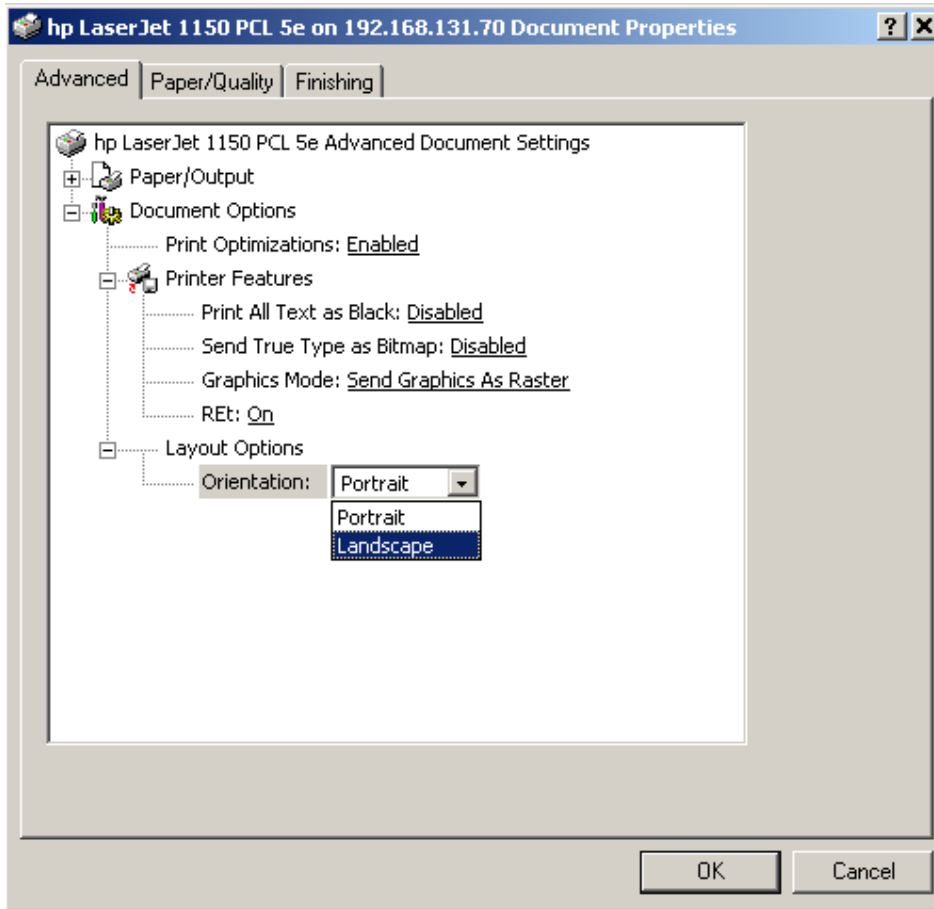 hp LaserJet 1150 PCL 5e on 192.168.131.70 Document Properties
Advanced Paper/Quality Finishing
hp LaserJet 1150 PCL 5e Advanced Document Settings
Paper/Output
Document Options
Print Optimizations: Enabled
Printer Features
Print All Text as Black: Disabled
Send True Type as Bitmap: Disabled
Graphics Mode: Send Graphics As Raster
REt: On
Layout Options
Orientation: Portrait
Portrait
Landscape
OK Cancel